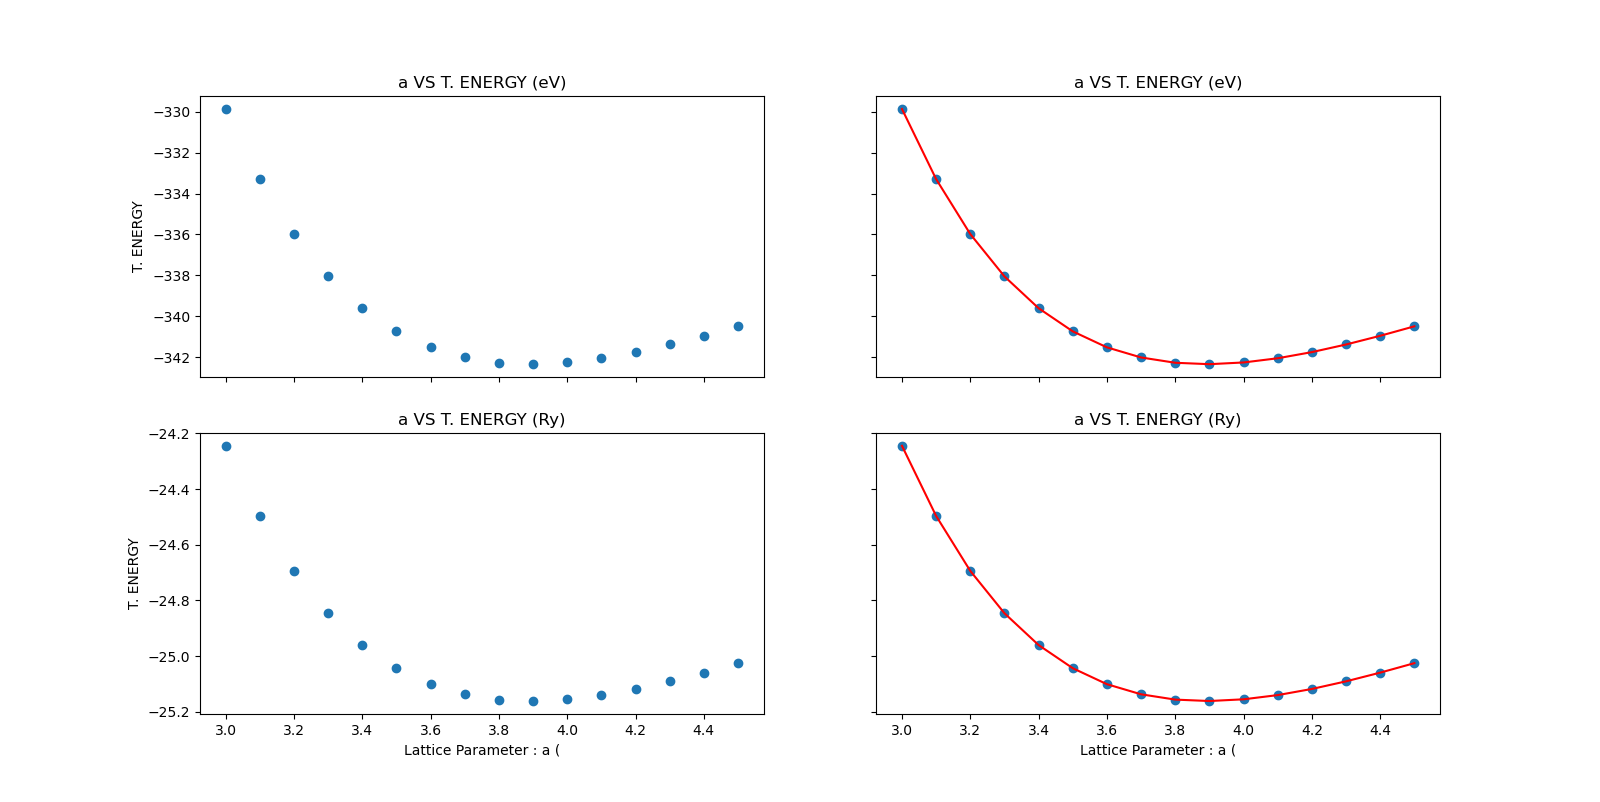 a VS T. ENERGY (eV)
a VS T. ENERGY (eV)
−330
−332
−334
−336
−338
−340
−342
T. ENERGY
a VS T. ENERGY (Ry)
a VS T. ENERGY (Ry)
−24.2
−24.4
−24.6
−24.8
−25.0
−25.2
T. ENERGY
3.0 3.2 3.4 3.6 3.8 4.0 4.2 4.4
3.0 3.2 3.4 3.6 3.8 4.0 4.2 4.4
Lattice Parameter : a (
Lattice Parameter : a (